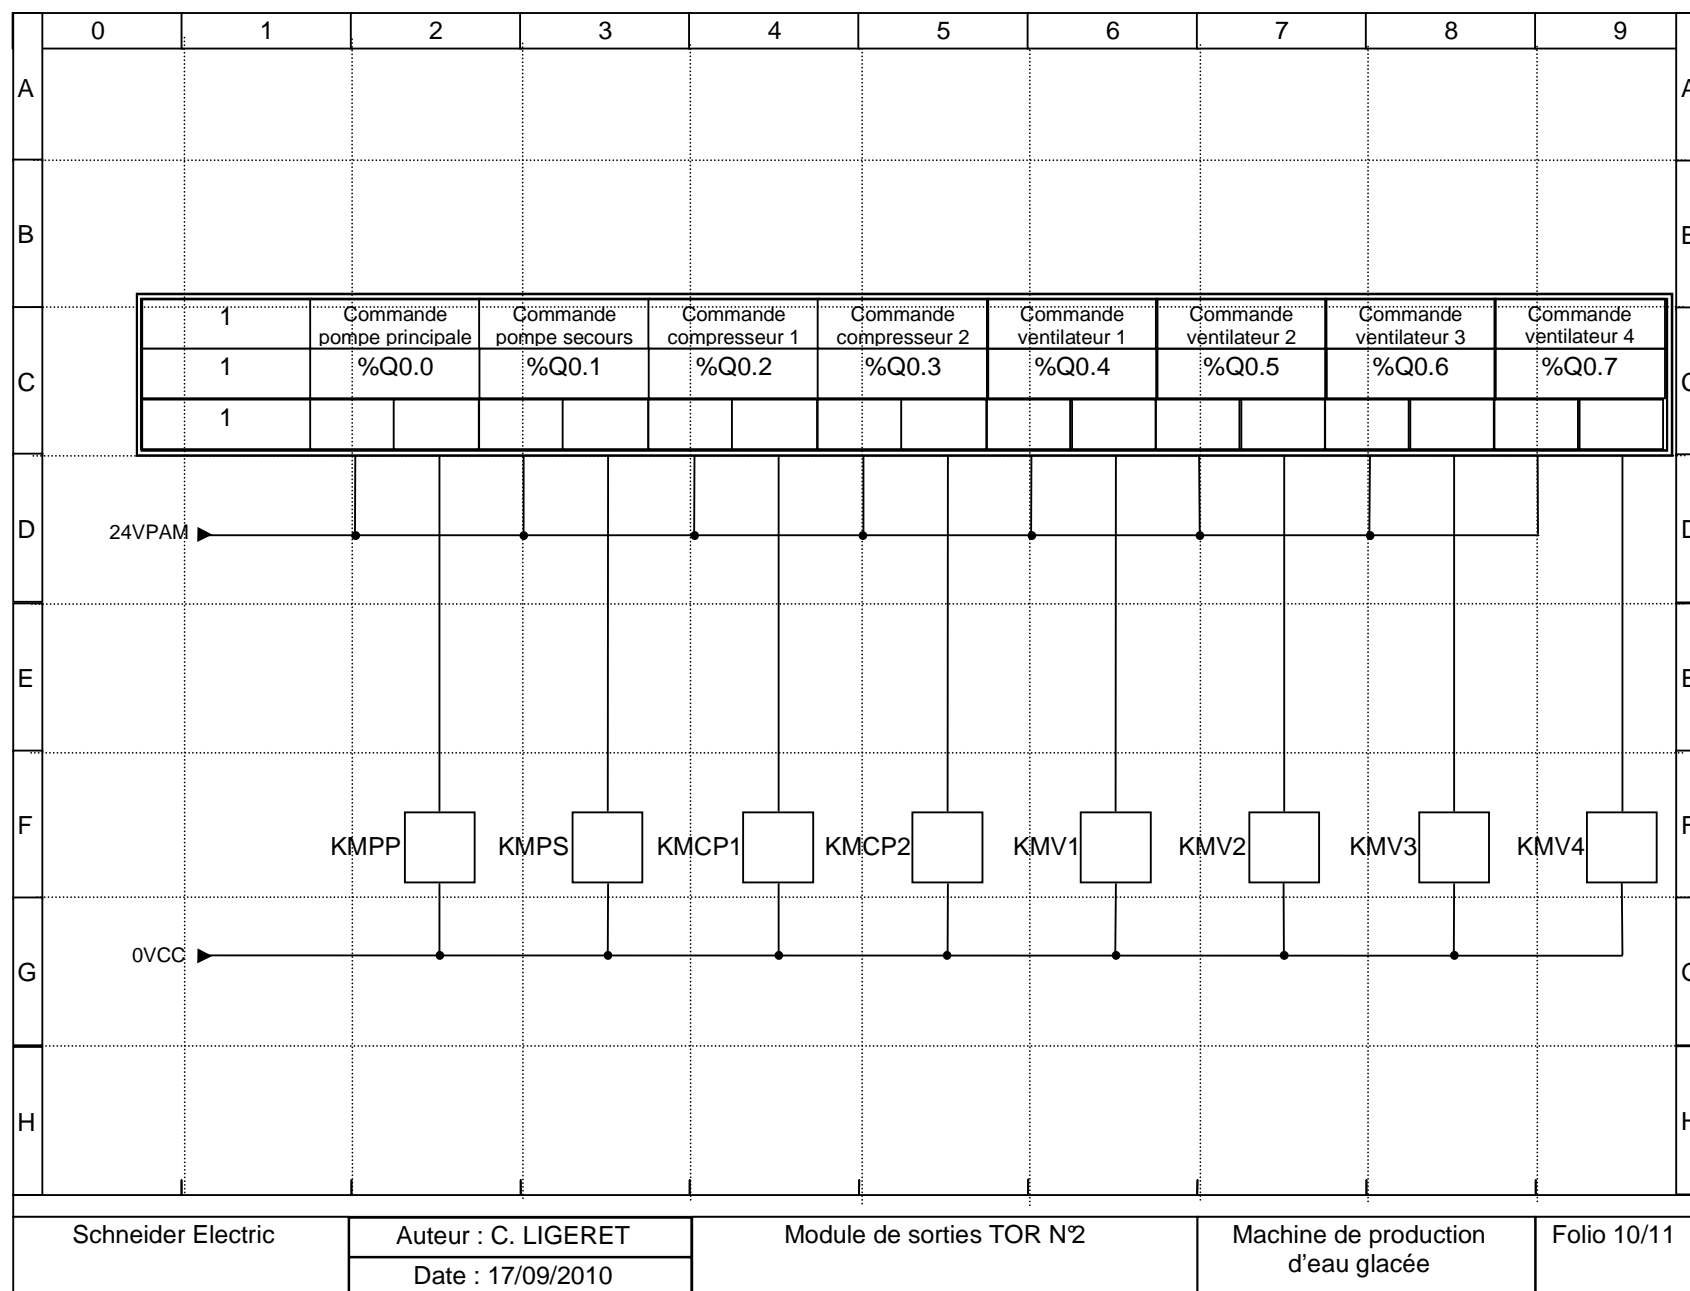 0 1 2 3 4 5 6 7 8 9
A A
B B
1 Commande Commande Commande Commande Commande Commande Commande Commande
pompe principale pompe secours compresseur 1 compresseur 2 ventilateur 1 ventilateur 2 ventilateur 3 ventilateur 4
C 1 %Q0.0 %Q0.1 %Q0.2 %Q0.3 %Q0.4 %Q0.5 %Q0.6 %Q0.7 C
1
D 24VPAM D
E E
F KMPP KMPS KMCP1 KMCP2 KMV1 KMV2 KMV3 KMV4 F
0VCC
G G
H H
Schneider Electric Auteur : C. LIGERET Module de sorties TOR N°2 Machine de production Folio 10/11
d'eau glacée
Date : 17/09/2010